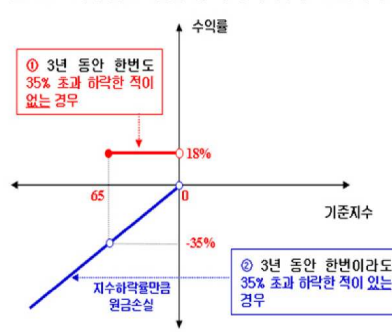 수익률
① 3년 동안 한번도
35% 초과 하락한 적이
없는 경우
18%
65
0
기준지수
-35%
② 3년 동안 한번이라도
35% 초과 하락한 적이 있는
경우
지수하락률만큼
원금손실